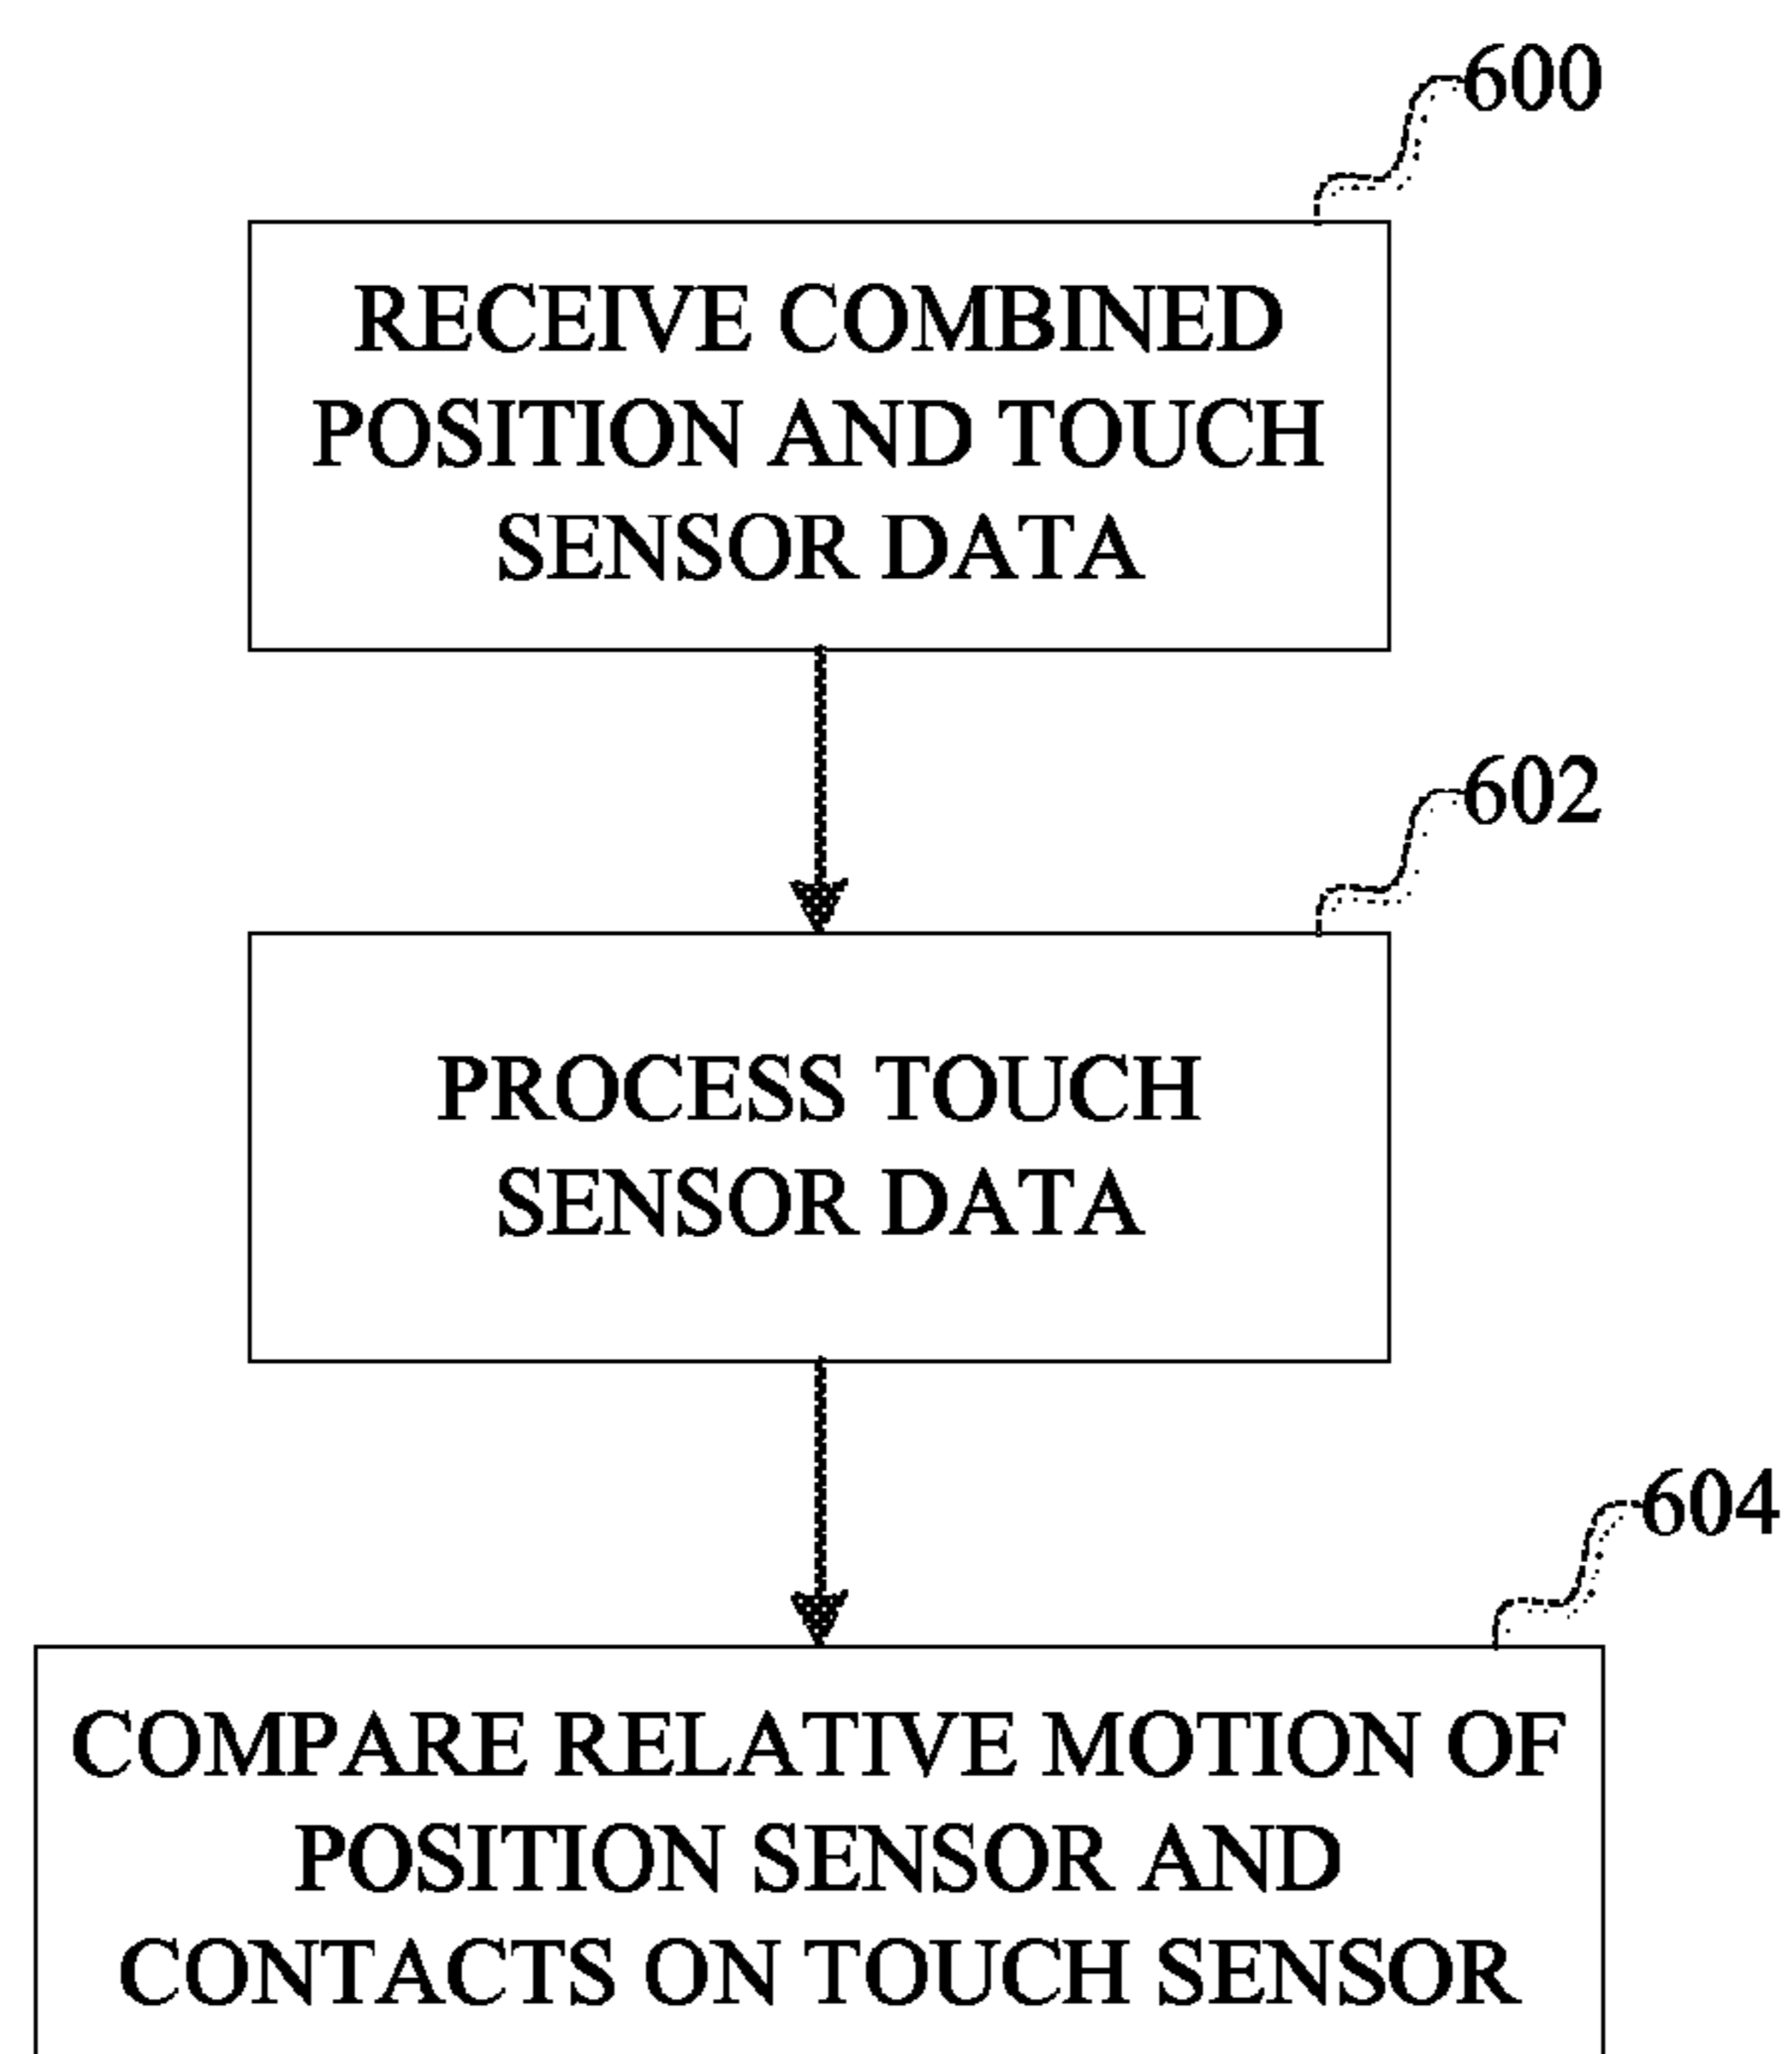 600
RECEIVE COMBINED
POSITION AND TOUCH
SENSOR DATA
602
PROCESS TOUCH
SENSOR DATA
604
COMPARE RELATIVE MOTION OF
POSITION SENSOR AND
CONTACTS ON TOUCH SENSOR